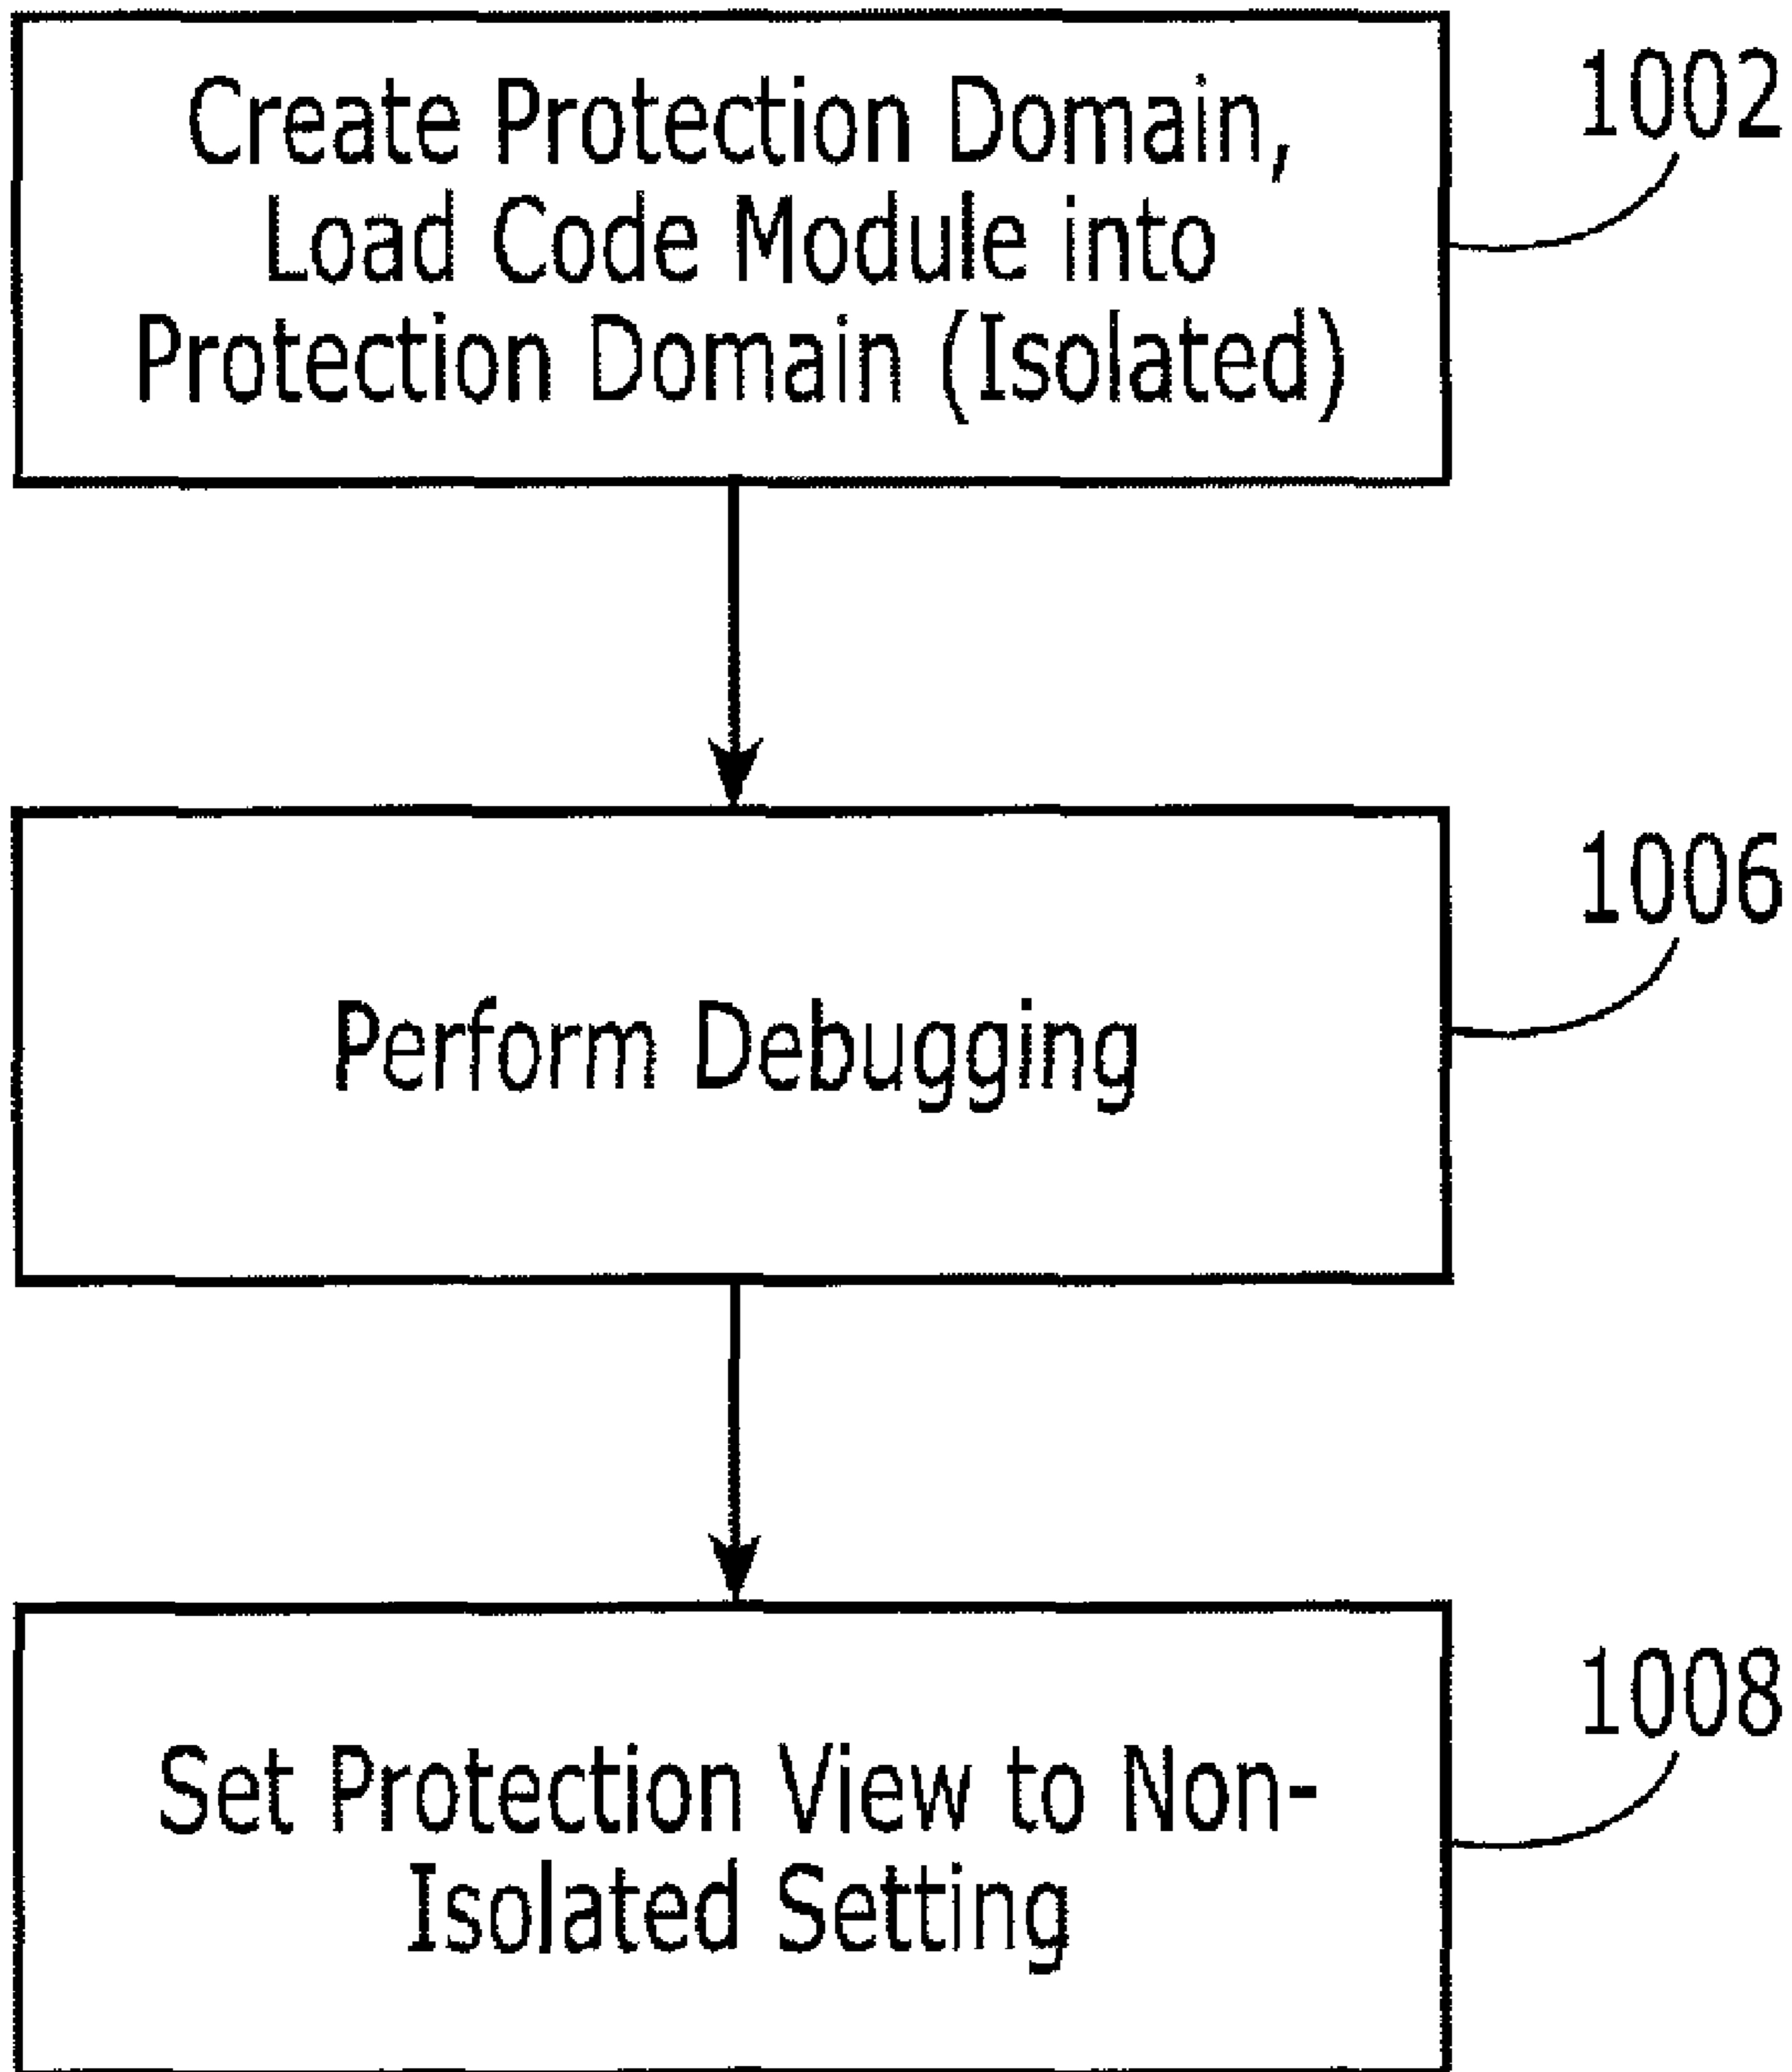 Create Protection Domain,
Load Code Module into
Protection Domain (Isolated)
1002
Perform Debugging
1006
Set Protection View to Non-
Isolated Setting
1008